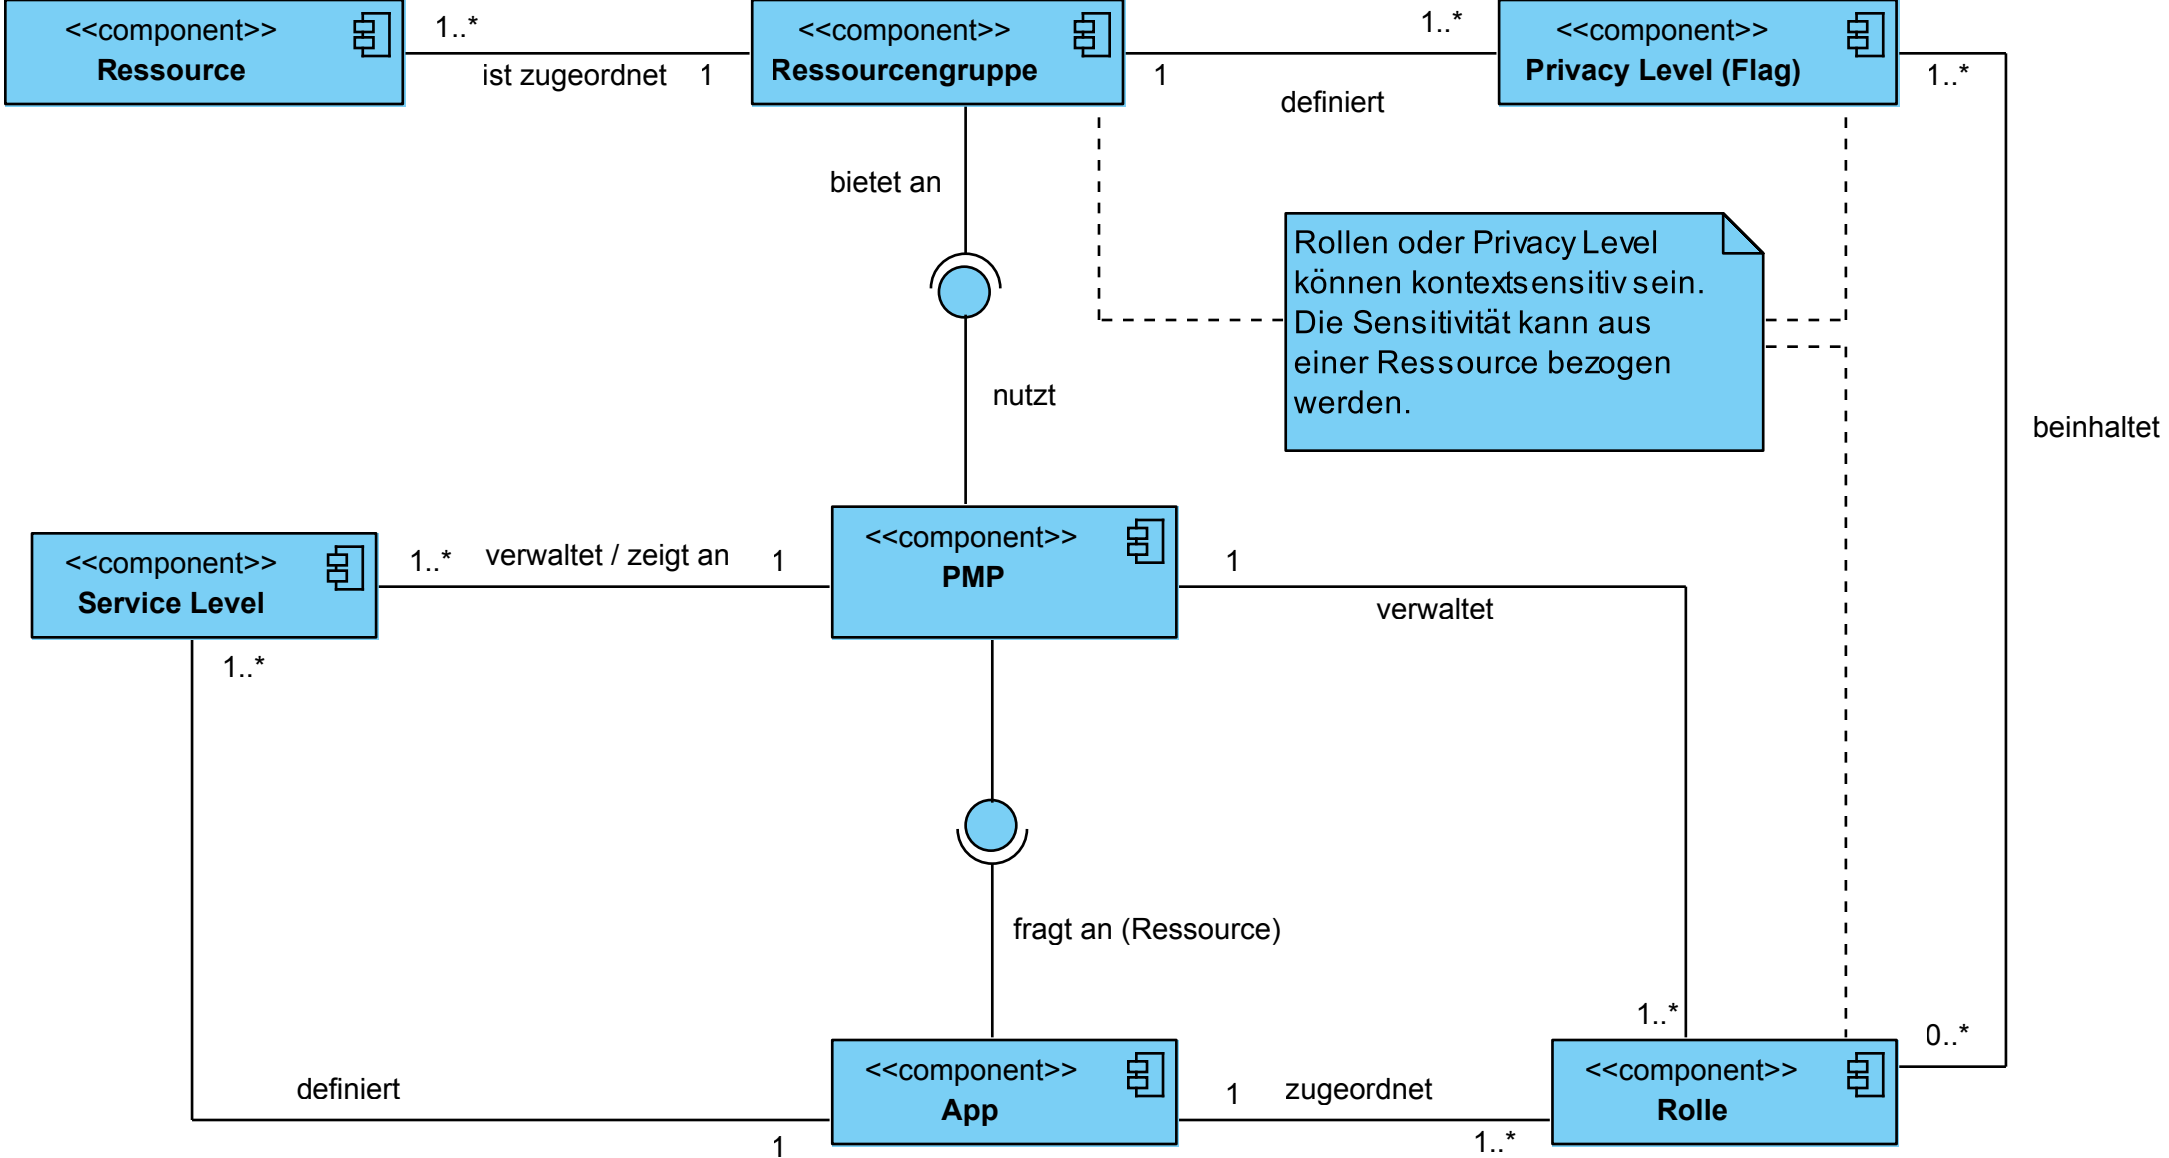 <<component>>
Ressource
1..*
ist zugeordnet
1
<<component>>
Ressourcengruppe
1
definiert
1..*
<<component>>
Privacy Level (Flag)
1..*
bietet an
Rollen oder Privacy Level
können kontextsensitiv sein.
Die Sensitivität kann aus
einer Ressource bezogen
werden.
nutzt
beinhaltet
<<component>>
Service Level
1..*
verwaltet / zeigt an
1
<<component>>
PMP
1
verwaltet
1..*
fragt an (Ressource)
1..*
0..*
definiert
1
<<component>>
App
1
zugeordnet
1..*
<<component>>
Rolle